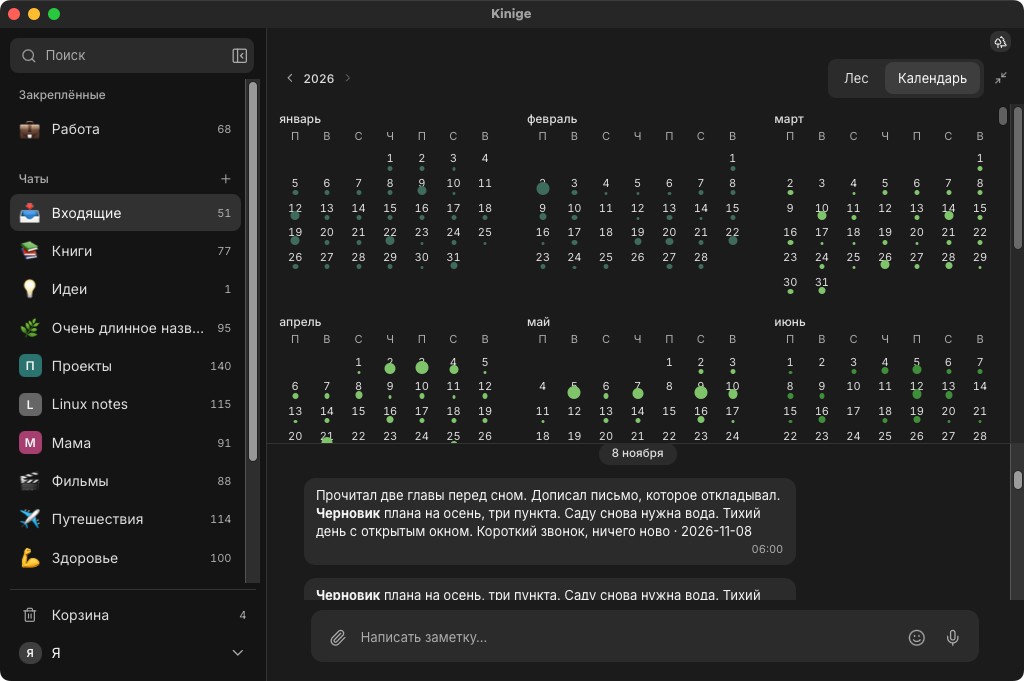 Kinige
Поиск
Закреплённые
Работа 68
Чаты
Входящие 51
Книги 77
Идеи 1
Очень длинное назв... 95
П Проекты 140
L Linux notes 115
М Мама 91
Фильмы 88
Путешествия 114
Здоровье 100
Корзина 4
Я Я
2026
Лес Календарь
январь
П В С Ч П С В
1 2 3 4
5 6 7 8 9 10 11
12 13 14 15 16 17 18
19 20 21 22 23 24 25
26 27 28 29 30 31
февраль
П В С Ч П С В
1
2 3 4 5 6 7 8
9 10 11 12 13 14 15
16 17 18 19 20 21 22
23 24 25 26 27 28
март
П В С Ч П С В
1
2 3 4 5 6 7 8
9 10 11 12 13 14 15
16 17 18 19 20 21 22
23 24 25 26 27 28 29
30 31
апрель
П В С Ч П С В
1 2 3 4 5
6 7 8 9 10 11 12
13 14 15 16 17 18 19
20 21 22 23 24 25 26
май
П В С Ч П С В
1 2 3
4 5 6 7 8 9 10
11 12 13 14 15 16 17
18 19 20 21 22 23 24
июнь
П В С Ч П С В
1 2 3 4 5 6 7
8 9 10 11 12 13 14
15 16 17 18 19 20 21
22 23 24 25 26 27 28
8 ноября
Прочитал две главы перед сном. Дописал письмо, которое откладывал.
Черновик плана на осень, три пункта. Саду снова нужна вода. Тихий
день с открытым окном. Короткий звонок, ничего ново · 2026-11-08
06:00
Черновик плана на осень, три пункта. Саду снова нужна вода. Тихий
Написать заметку...